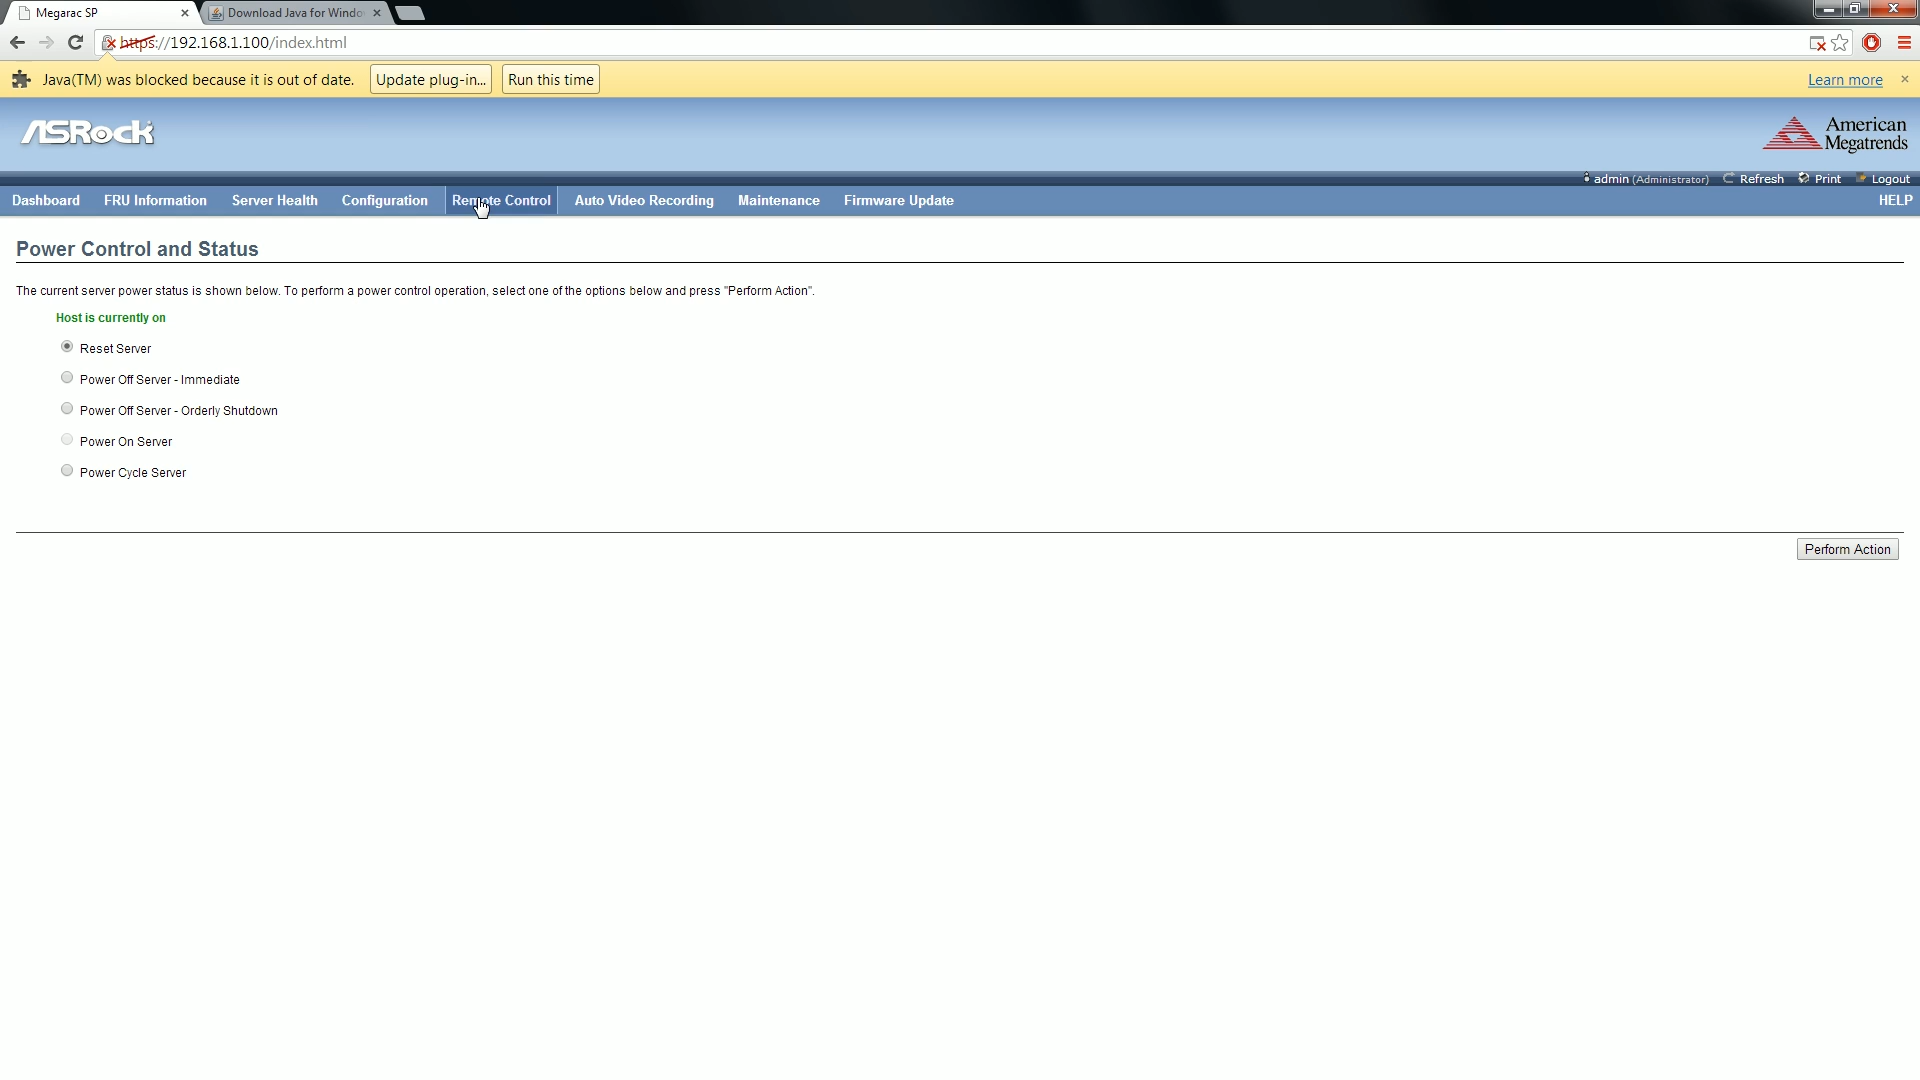 Megarac SP
Download Java for Windo
https://192.168.1.100/index.html
Java(TM) was blocked because it is out of date. Update plug-in... Run this time Learn more
ASRock
American
Megatrends
admin (Administrator) Refresh Print Logout
Dashboard FRU Information Server Health Configuration Remote Control Auto Video Recording Maintenance Firmware Update HELP
Power Control and Status
The current server power status is shown below. To perform a power control operation, select one of the options below and press "Perform Action".
Host is currently on
Reset Server
Power Off Server - Immediate
Power Off Server - Orderly Shutdown
Power On Server
Power Cycle Server
Perform Action